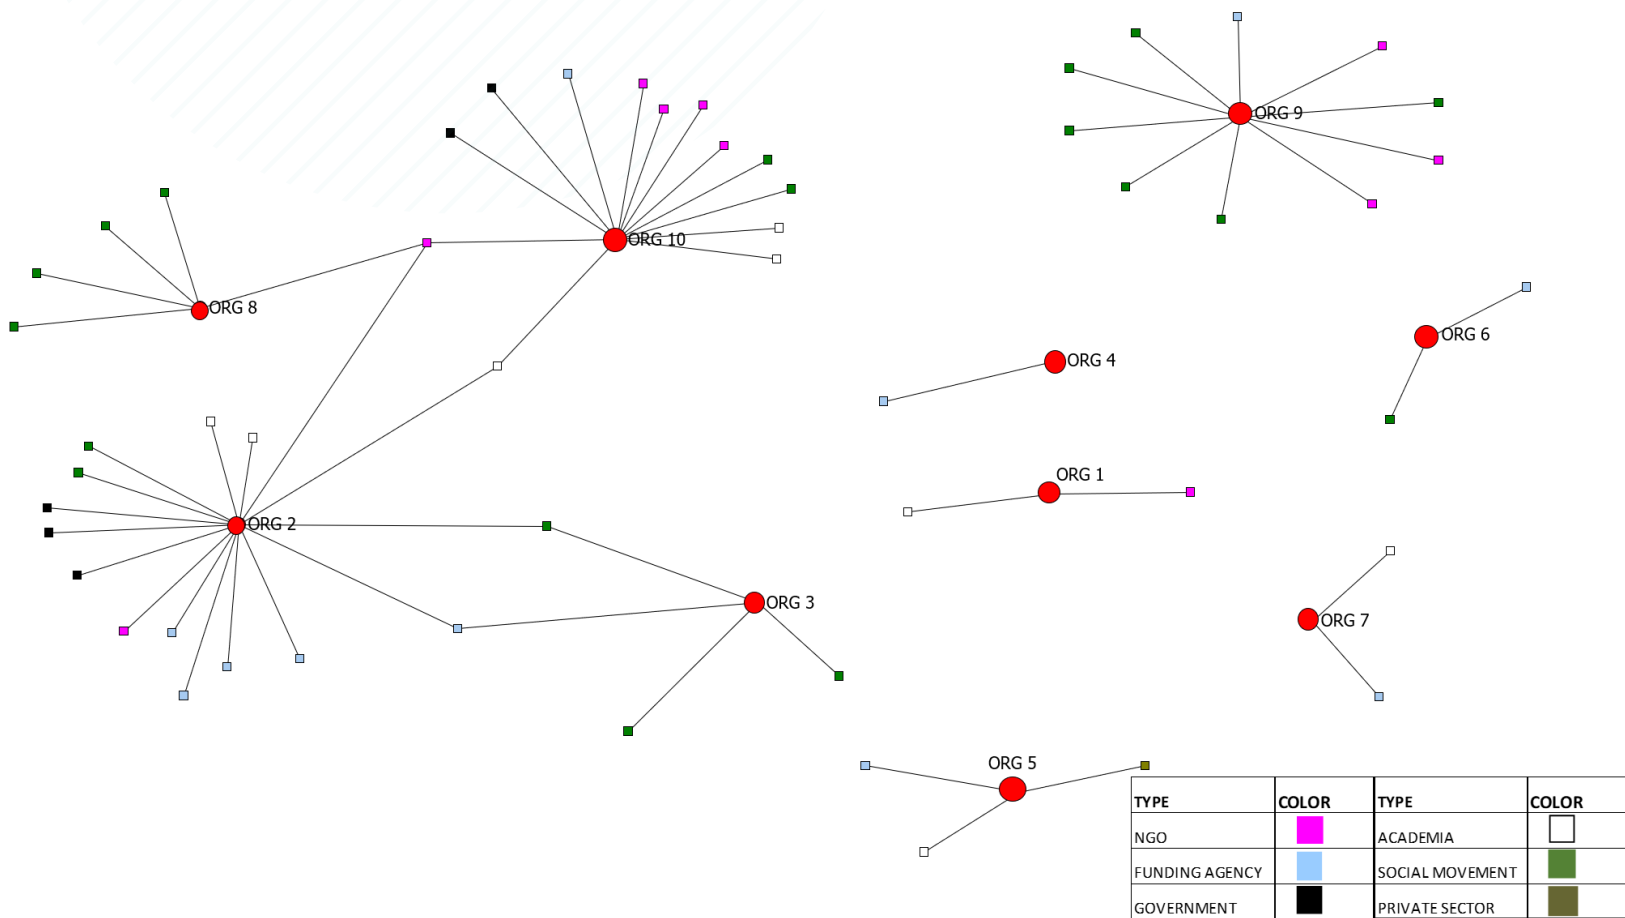 ORG 9
ORG 10
ORG 8
ORG 6
ORG 4
ORG 1
ORG 2
ORG 3
ORG 7
ORG 5
TYPE COLOR TYPE COLOR
NGO ACADEMIA
FUNDING AGENCY SOCIAL MOVEMENT
GOVERNMENT PRIVATE SECTOR